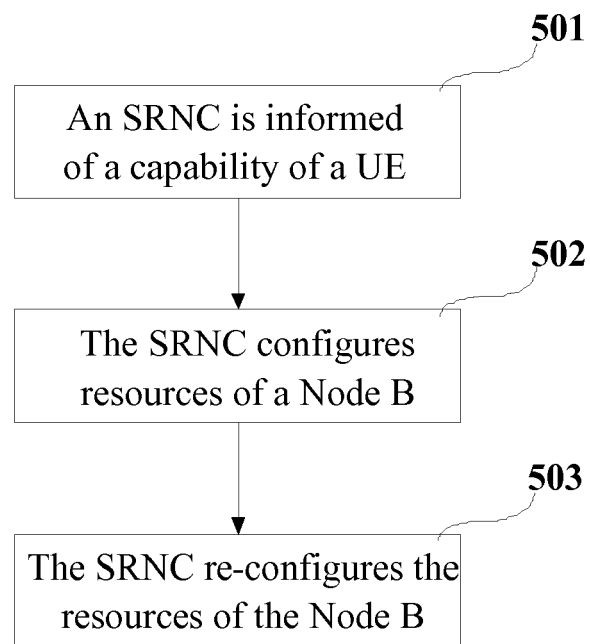 501
An SRNC is informed
of a capability of a UE
502
The SRNC configures
resources of a Node B
503
The SRNC re-configures the
resources of the Node B